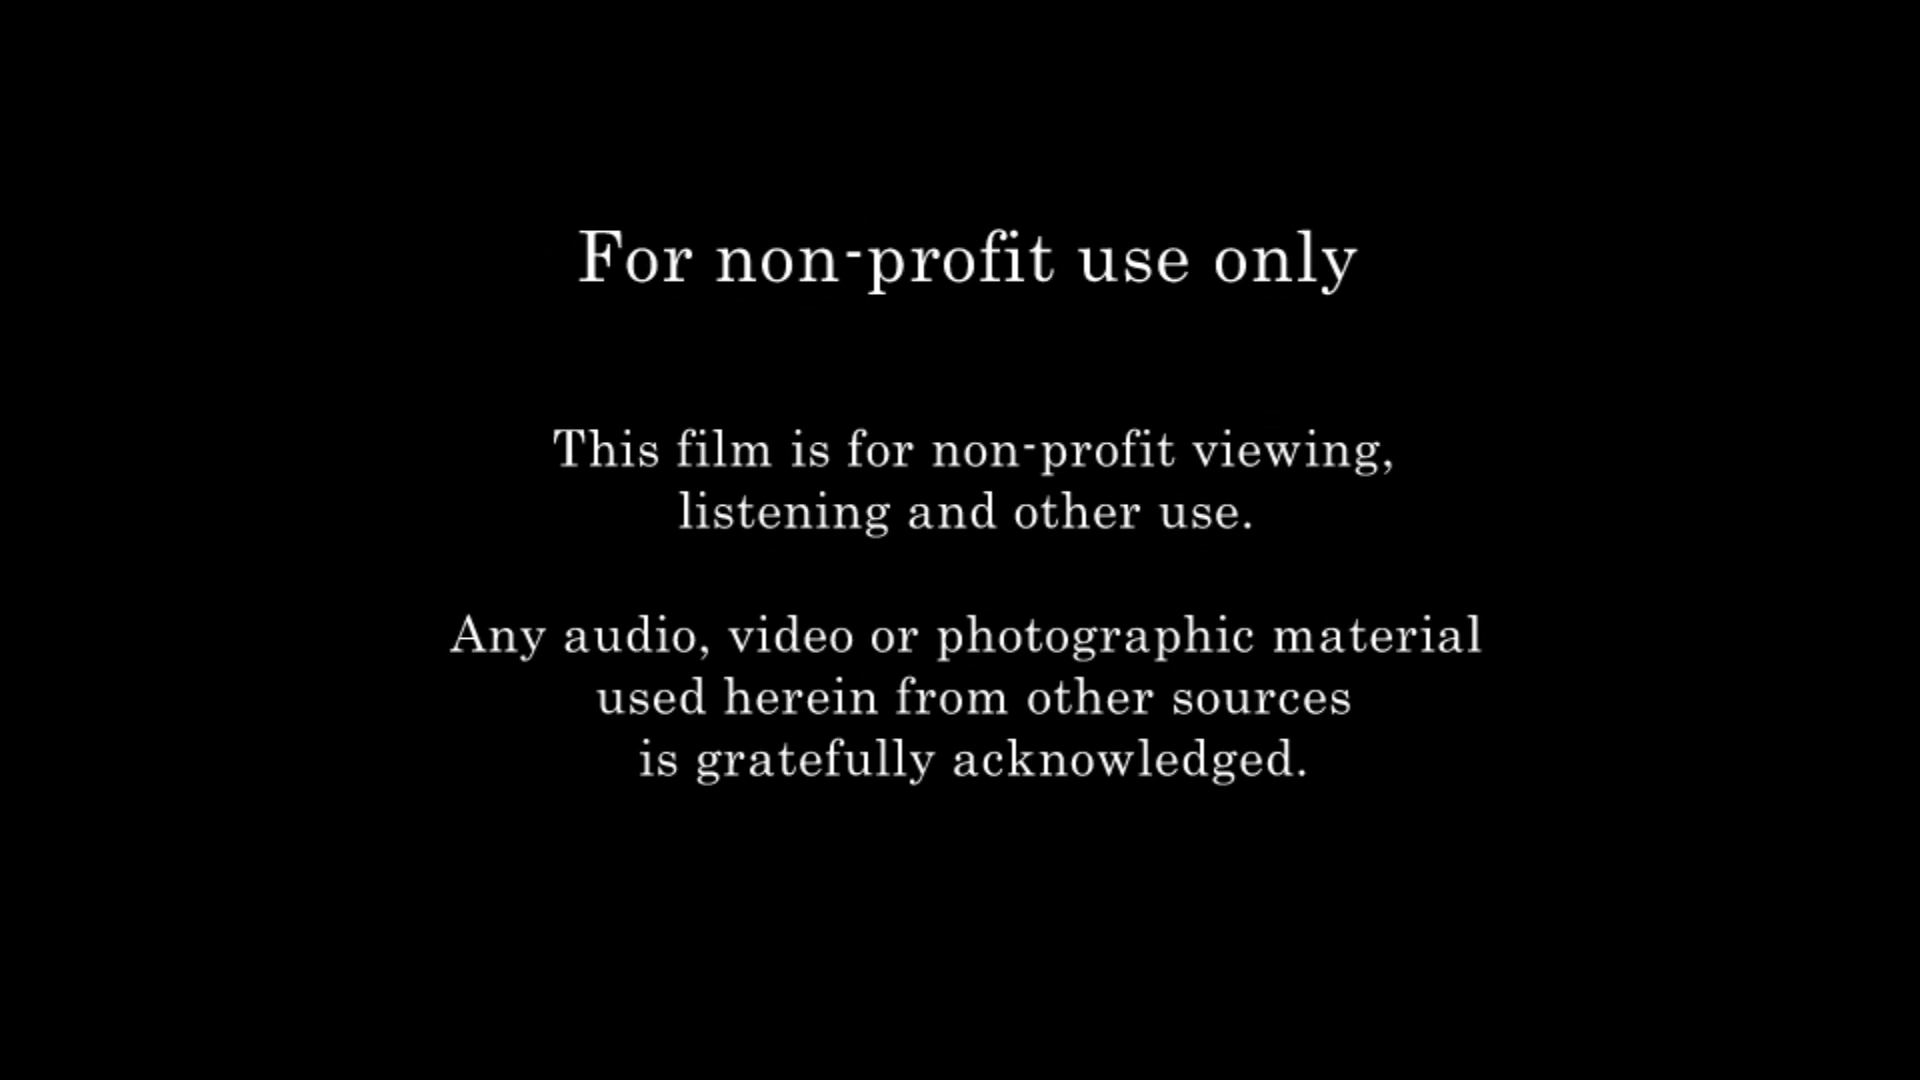 For non-profit use only
This film is for non-profit viewing,
listening and other use.
Any audio, video or photographic material
used herein from other sources
is gratefully acknowledged.